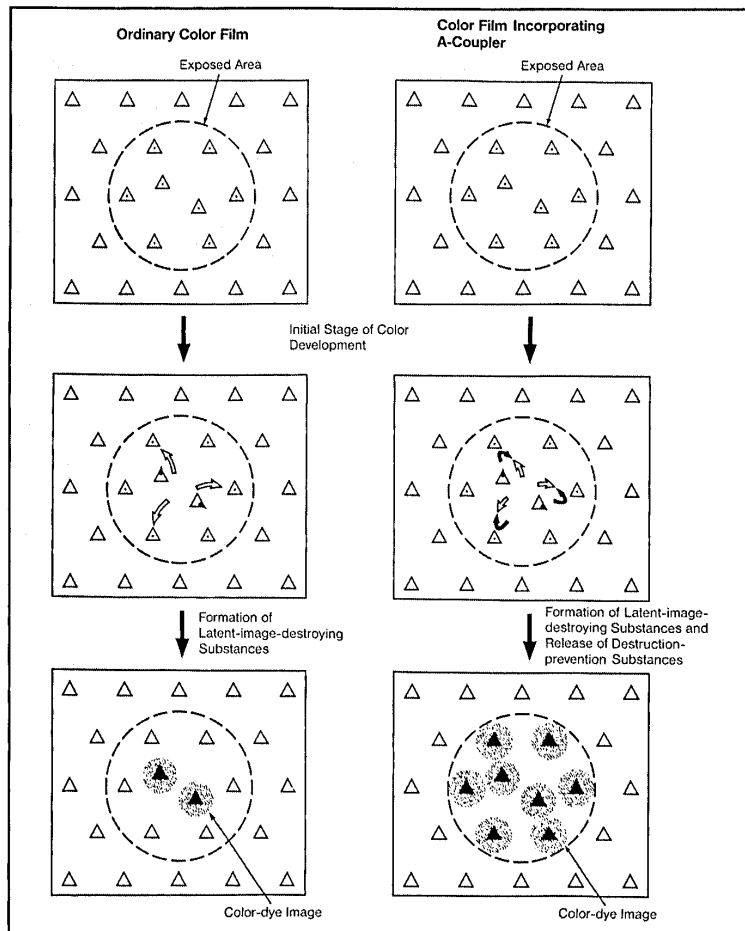 Ordinary Color Film
Color Film Incorporating
A-Coupler
Exposed Area
Exposed Area
Initial Stage of Color
Development
Formation of
Latent-image-destroying
Substances
Formation of Latent-image-
destroying Substances and
Release of Destruction-
prevention Substances
Color-dye Image
Color-dye Image